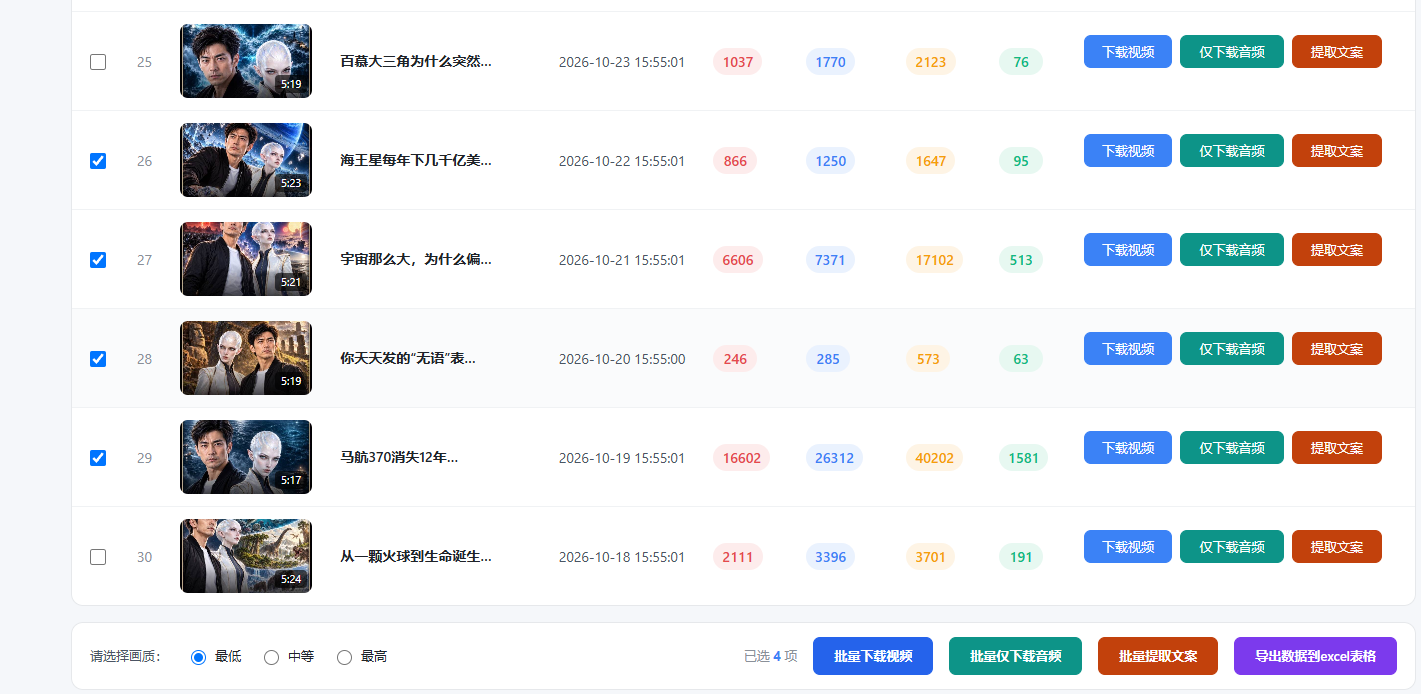 25 5:19 百慕大三角为什么突然... 2026-10-23 15:55:01 1037 1770 2123 76 下载视频 仅下载音频 提取文案
26 5:23 海王星每年下几千亿美... 2026-10-22 15:55:01 866 1250 1647 95 下载视频 仅下载音频 提取文案
27 5:21 宇宙那么大，为什么偏... 2026-10-21 15:55:01 6606 7371 17102 513 下载视频 仅下载音频 提取文案
28 5:19 你天天发的“无语”表... 2026-10-20 15:55:00 246 285 573 63 下载视频 仅下载音频 提取文案
29 5:17 马航370消失12年... 2026-10-19 15:55:01 16602 26312 40202 1581 下载视频 仅下载音频 提取文案
30 5:24 从一颗火球到生命诞生... 2026-10-18 15:55:01 2111 3396 3701 191 下载视频 仅下载音频 提取文案
请选择画质： 最低 中等 最高 已选 4 项 批量下载视频 批量仅下载音频 批量提取文案 导出数据到excel表格